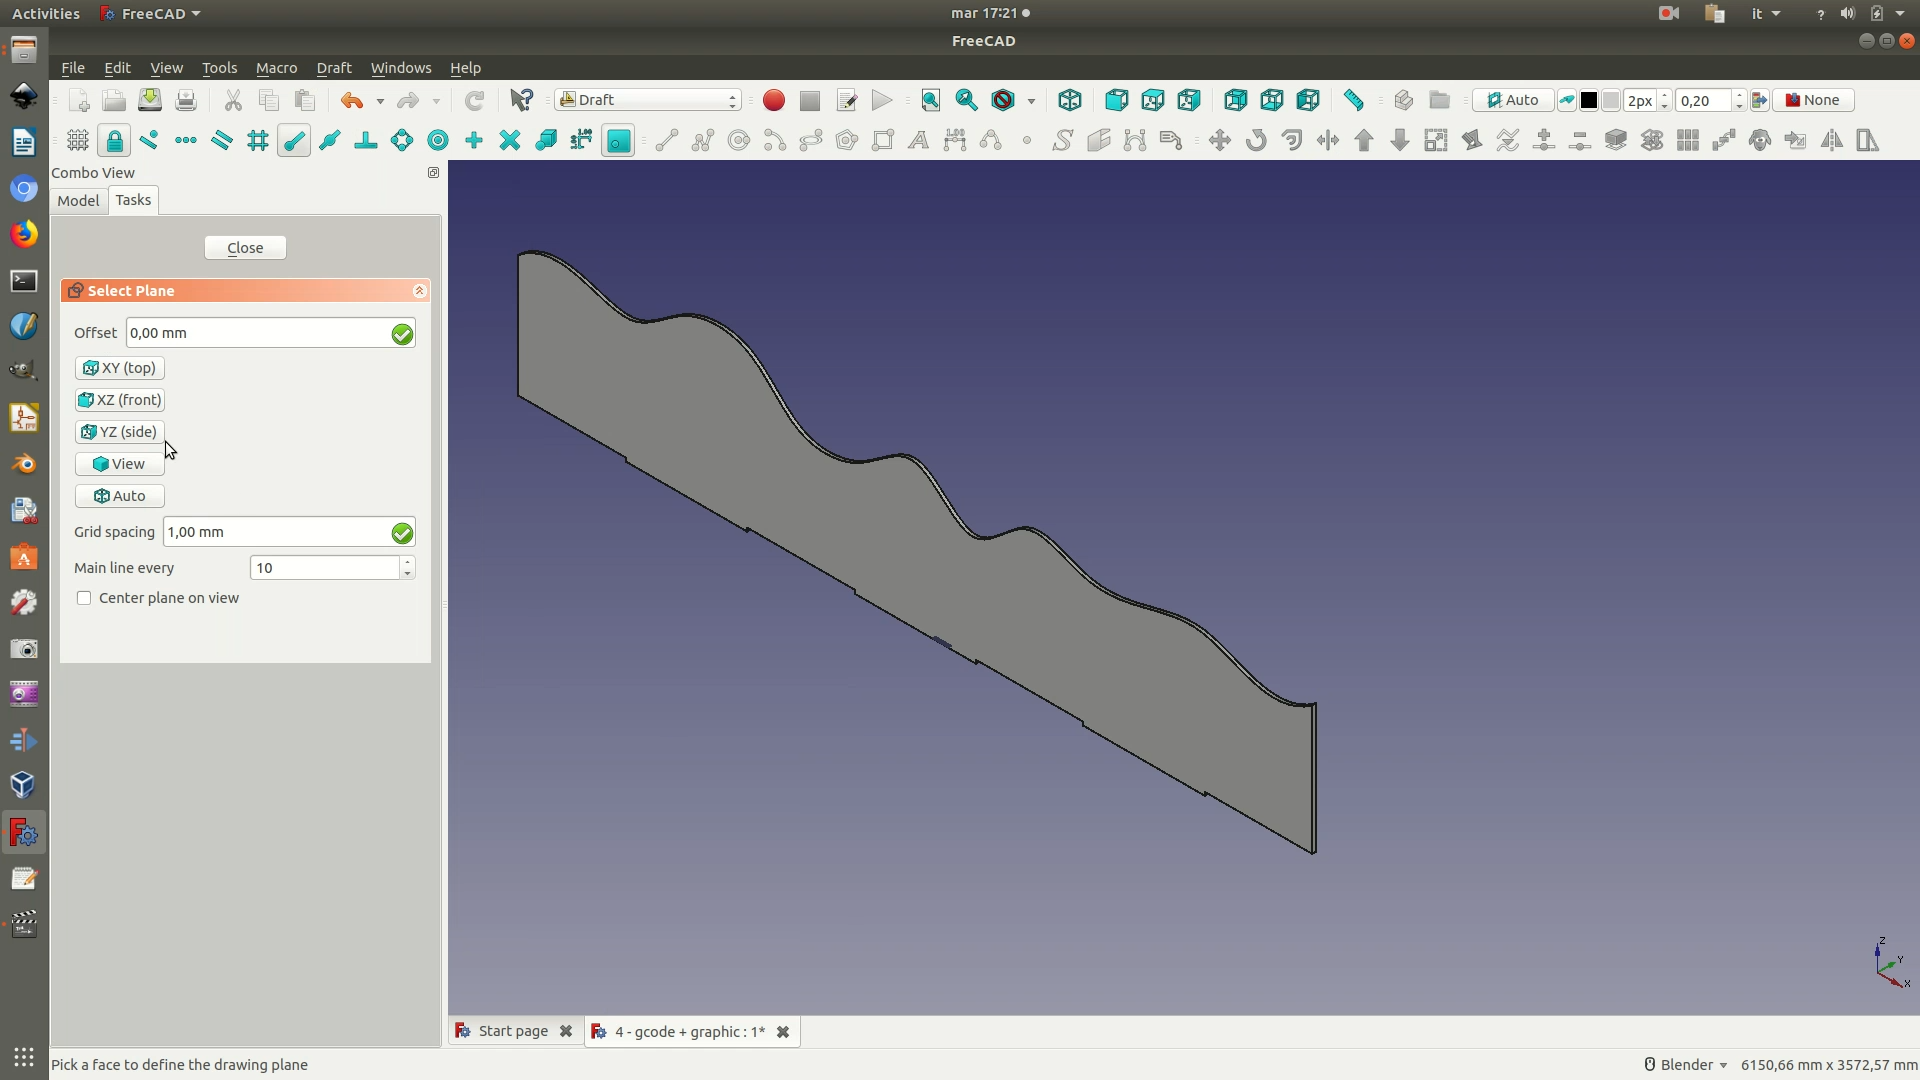 Activities FreeCAD mar 17:21 it ?
FreeCAD
File Edit View Tools Macro Draft Windows Help
Draft Auto 2px 0,20 None
Combo View
Model Tasks
Close
Select Plane
Offset 0,00 mm
XY (top)
XZ (front)
YZ (side)
View
Auto
Grid spacing 1,00 mm
Main line every 10
Center plane on view
Z
Y
X
Start page 4 - gcode + graphic : 1*
Pick a face to define the drawing plane Blender 6150,66 mm x 3572,57 mm